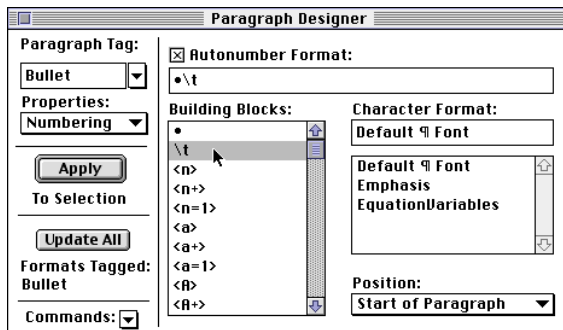 Paragraph Designer
Paragraph Tag:
Bullet
Properties:
Numbering
Apply
To Selection
Update All
Formats Tagged:
Bullet
Commands:
Autonumber Format:
•\t
Building Blocks:
•
\t
<n>
<n+>
<n=1>
<a>
<a+>
<a=1>
<A>
<A+>
Character Format:
Default ¶ Font
Default ¶ Font
Emphasis
EquationVariables
Position:
Start of Paragraph